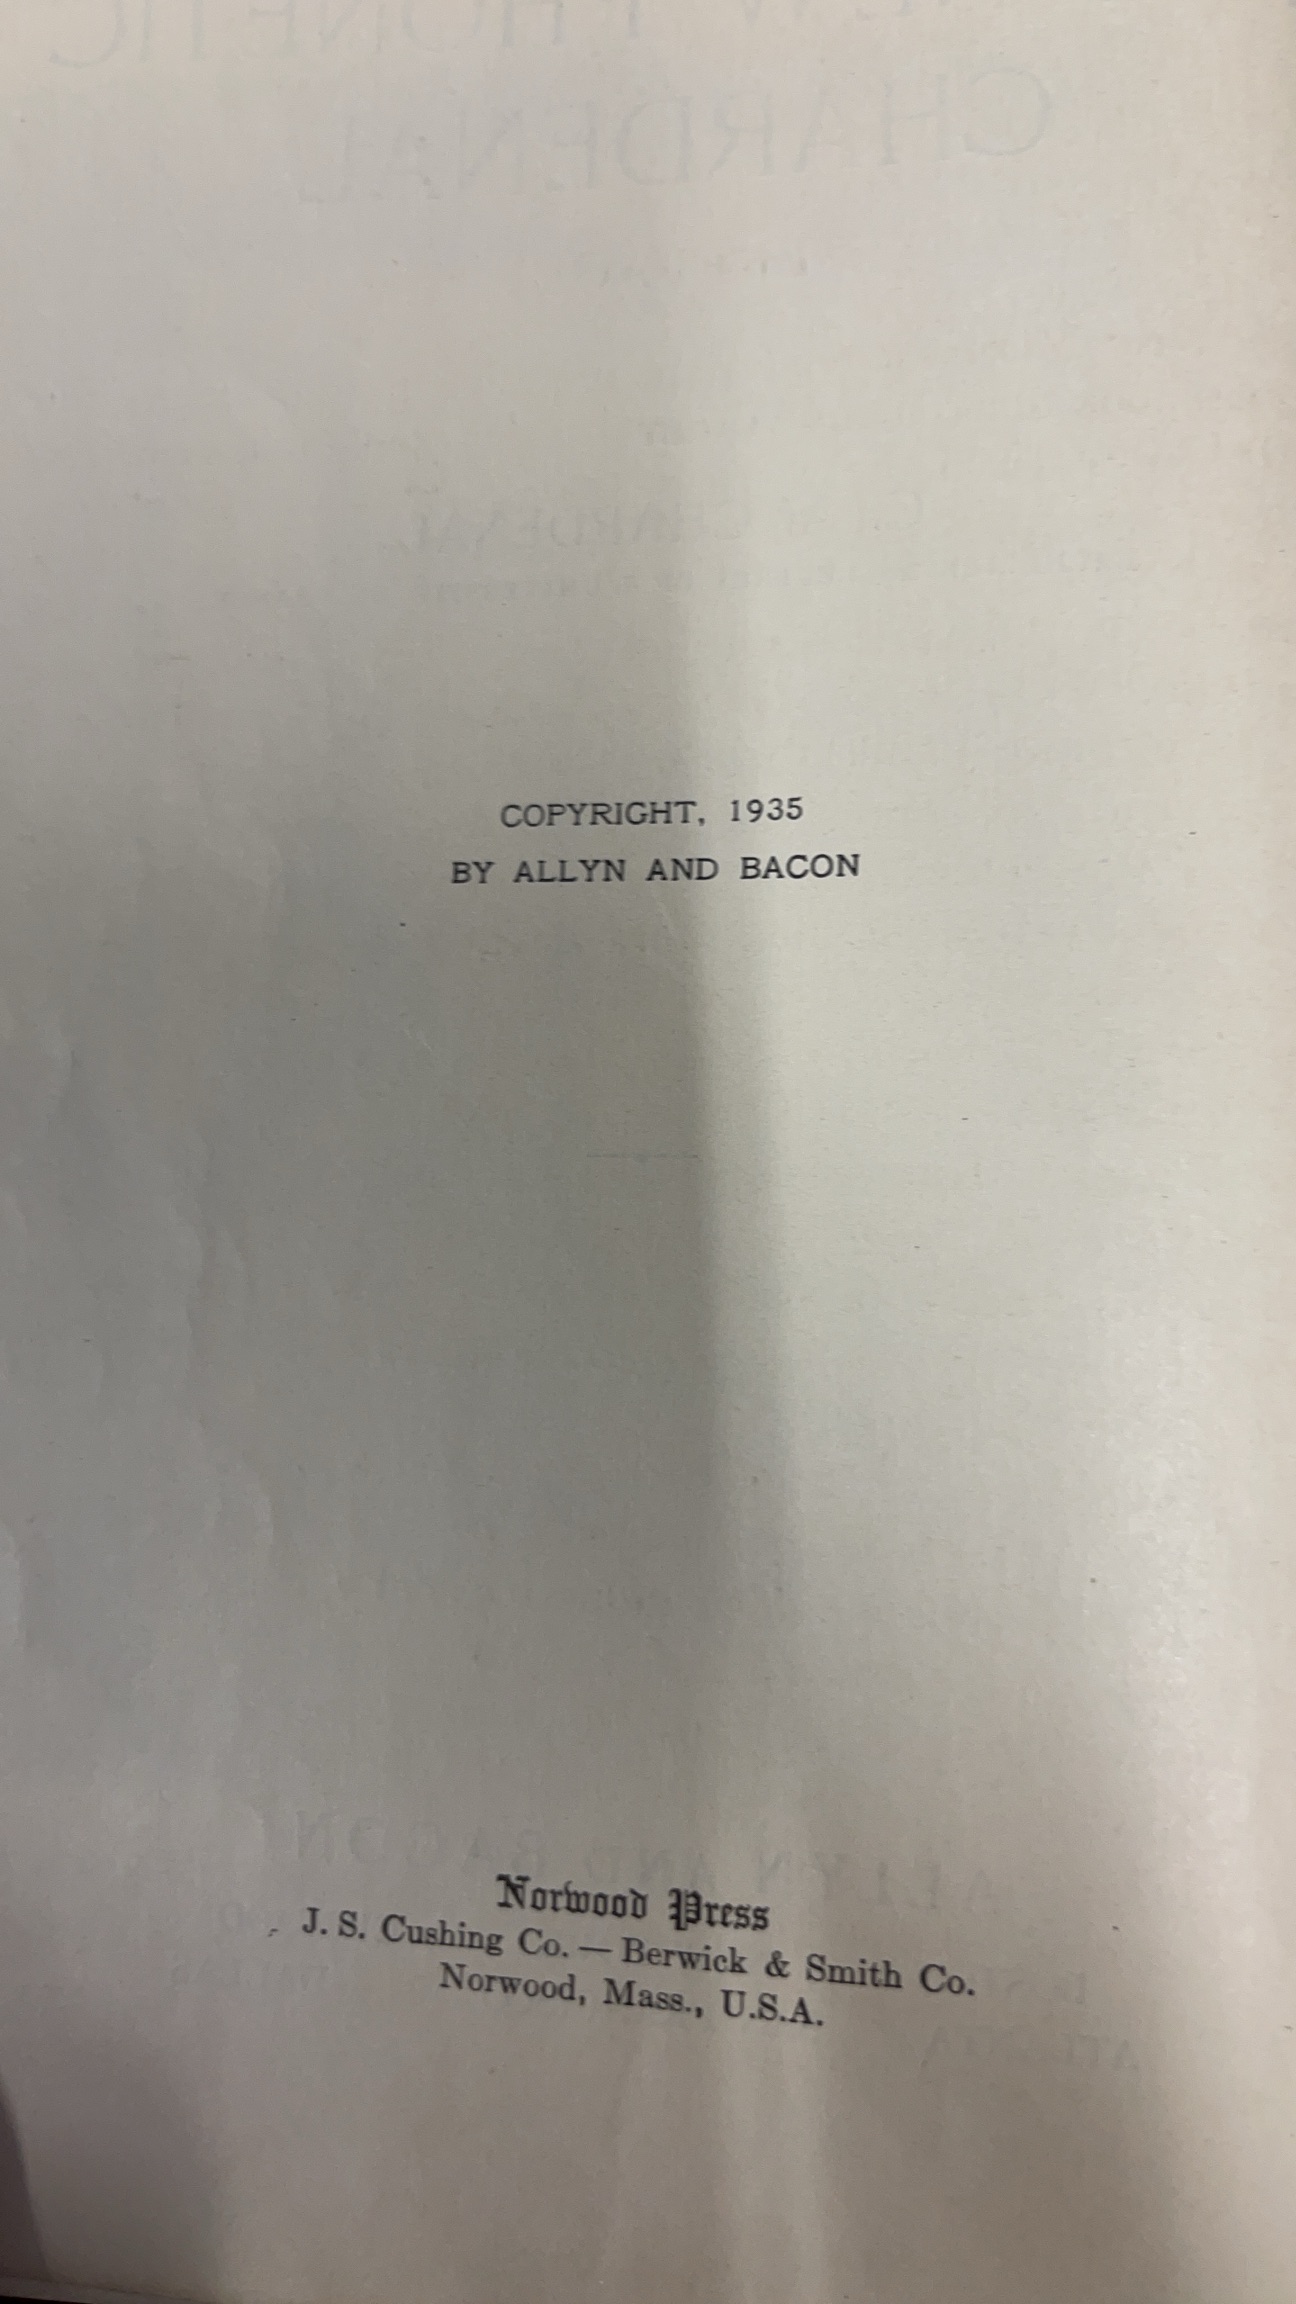 COPYRIGHT, 1935
BY ALLYN AND BACON
Norwood Press
J. S. Cushing Co. — Berwick & Smith Co.
Norwood, Mass., U.S.A.